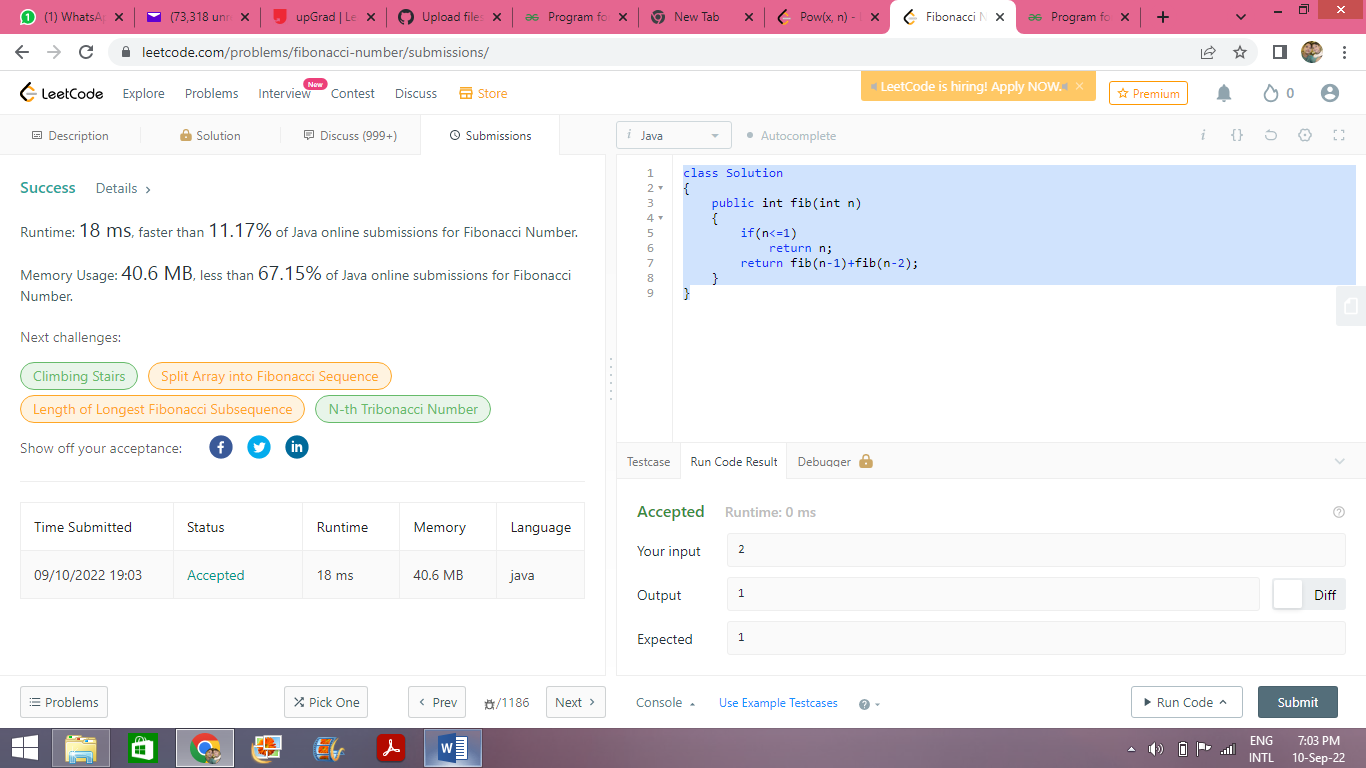 (1) WhatsA
(73,318 unr
upGrad | Le
Upload files
Program fo
New Tab
Pow(x, n) -
Fibonacci N
Program fo
leetcode.com/problems/fibonacci-number/submissions/
LeetCode
Explore
Problems
Interview
New
Contest
Discuss
Store
LeetCode is hiring! Apply NOW.
Premium
0
Description
Solution
Discuss (999+)
Submissions
i Java
Autocomplete
Success
Details
Runtime: 18 ms, faster than 11.17% of Java online submissions for Fibonacci Number.
Memory Usage: 40.6 MB, less than 67.15% of Java online submissions for Fibonacci
Number.
Next challenges:
Climbing Stairs
Split Array into Fibonacci Sequence
Length of Longest Fibonacci Subsequence
N-th Tribonacci Number
Show off your acceptance:
Time Submitted Status Runtime Memory Language
09/10/2022 19:03 Accepted 18 ms 40.6 MB java
1 class Solution
2 {
3 public int fib(int n)
4 {
5 if(n<=1)
6 return n;
7 return fib(n-1)+fib(n-2);
8 }
9 }
Testcase
Run Code Result
Debugger
Accepted
Runtime: 0 ms
Your input
2
Output
1
Diff
Expected
1
Problems
Pick One
Prev
/1186
Next
Console
Use Example Testcases
Run Code
Submit
ENG
INTL
7:03 PM
10-Sep-22